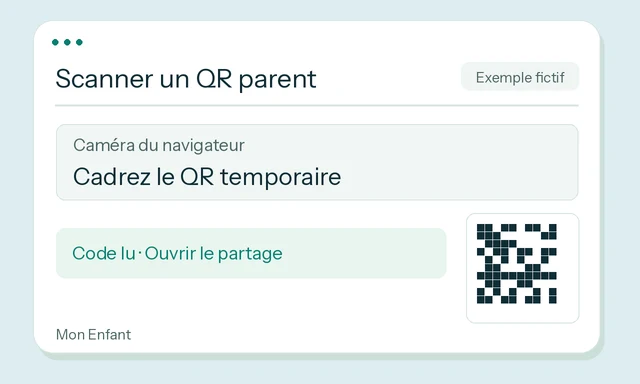 Scanner un QR parent
Exemple fictif
Caméra du navigateur
Cadrez le QR temporaire
Code lu · Ouvrir le partage
Mon Enfant